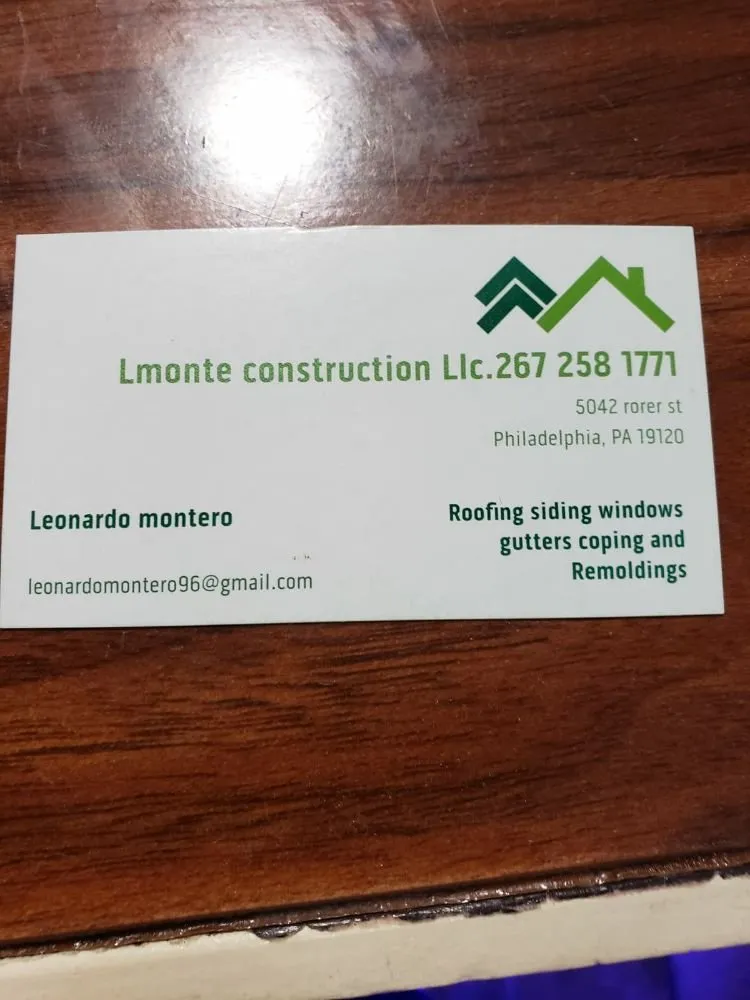 Lmonte construction Llc.267 258 1771
5042 rorer st
Philadelphia, PA 19120
Leonardo montero
leonardomontero96@gmail.com
Roofing siding windows
gutters coping and
Remoldings